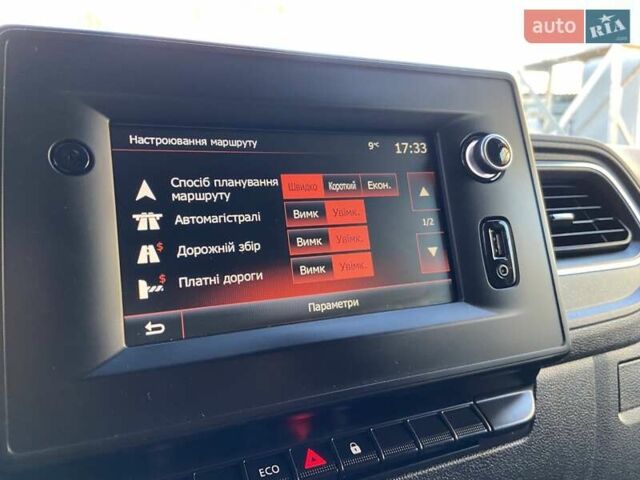 auto RIA .com
Настроювання маршруту 9°C 17:33
Спосіб планування маршруту Швидко Короткий Екон.
Автомагістралі Вимк Увімк. 1/2
$ Дорожній збір Вимк Увімк.
$ Платні дороги Вимк Увімк.
Параметри
ECO